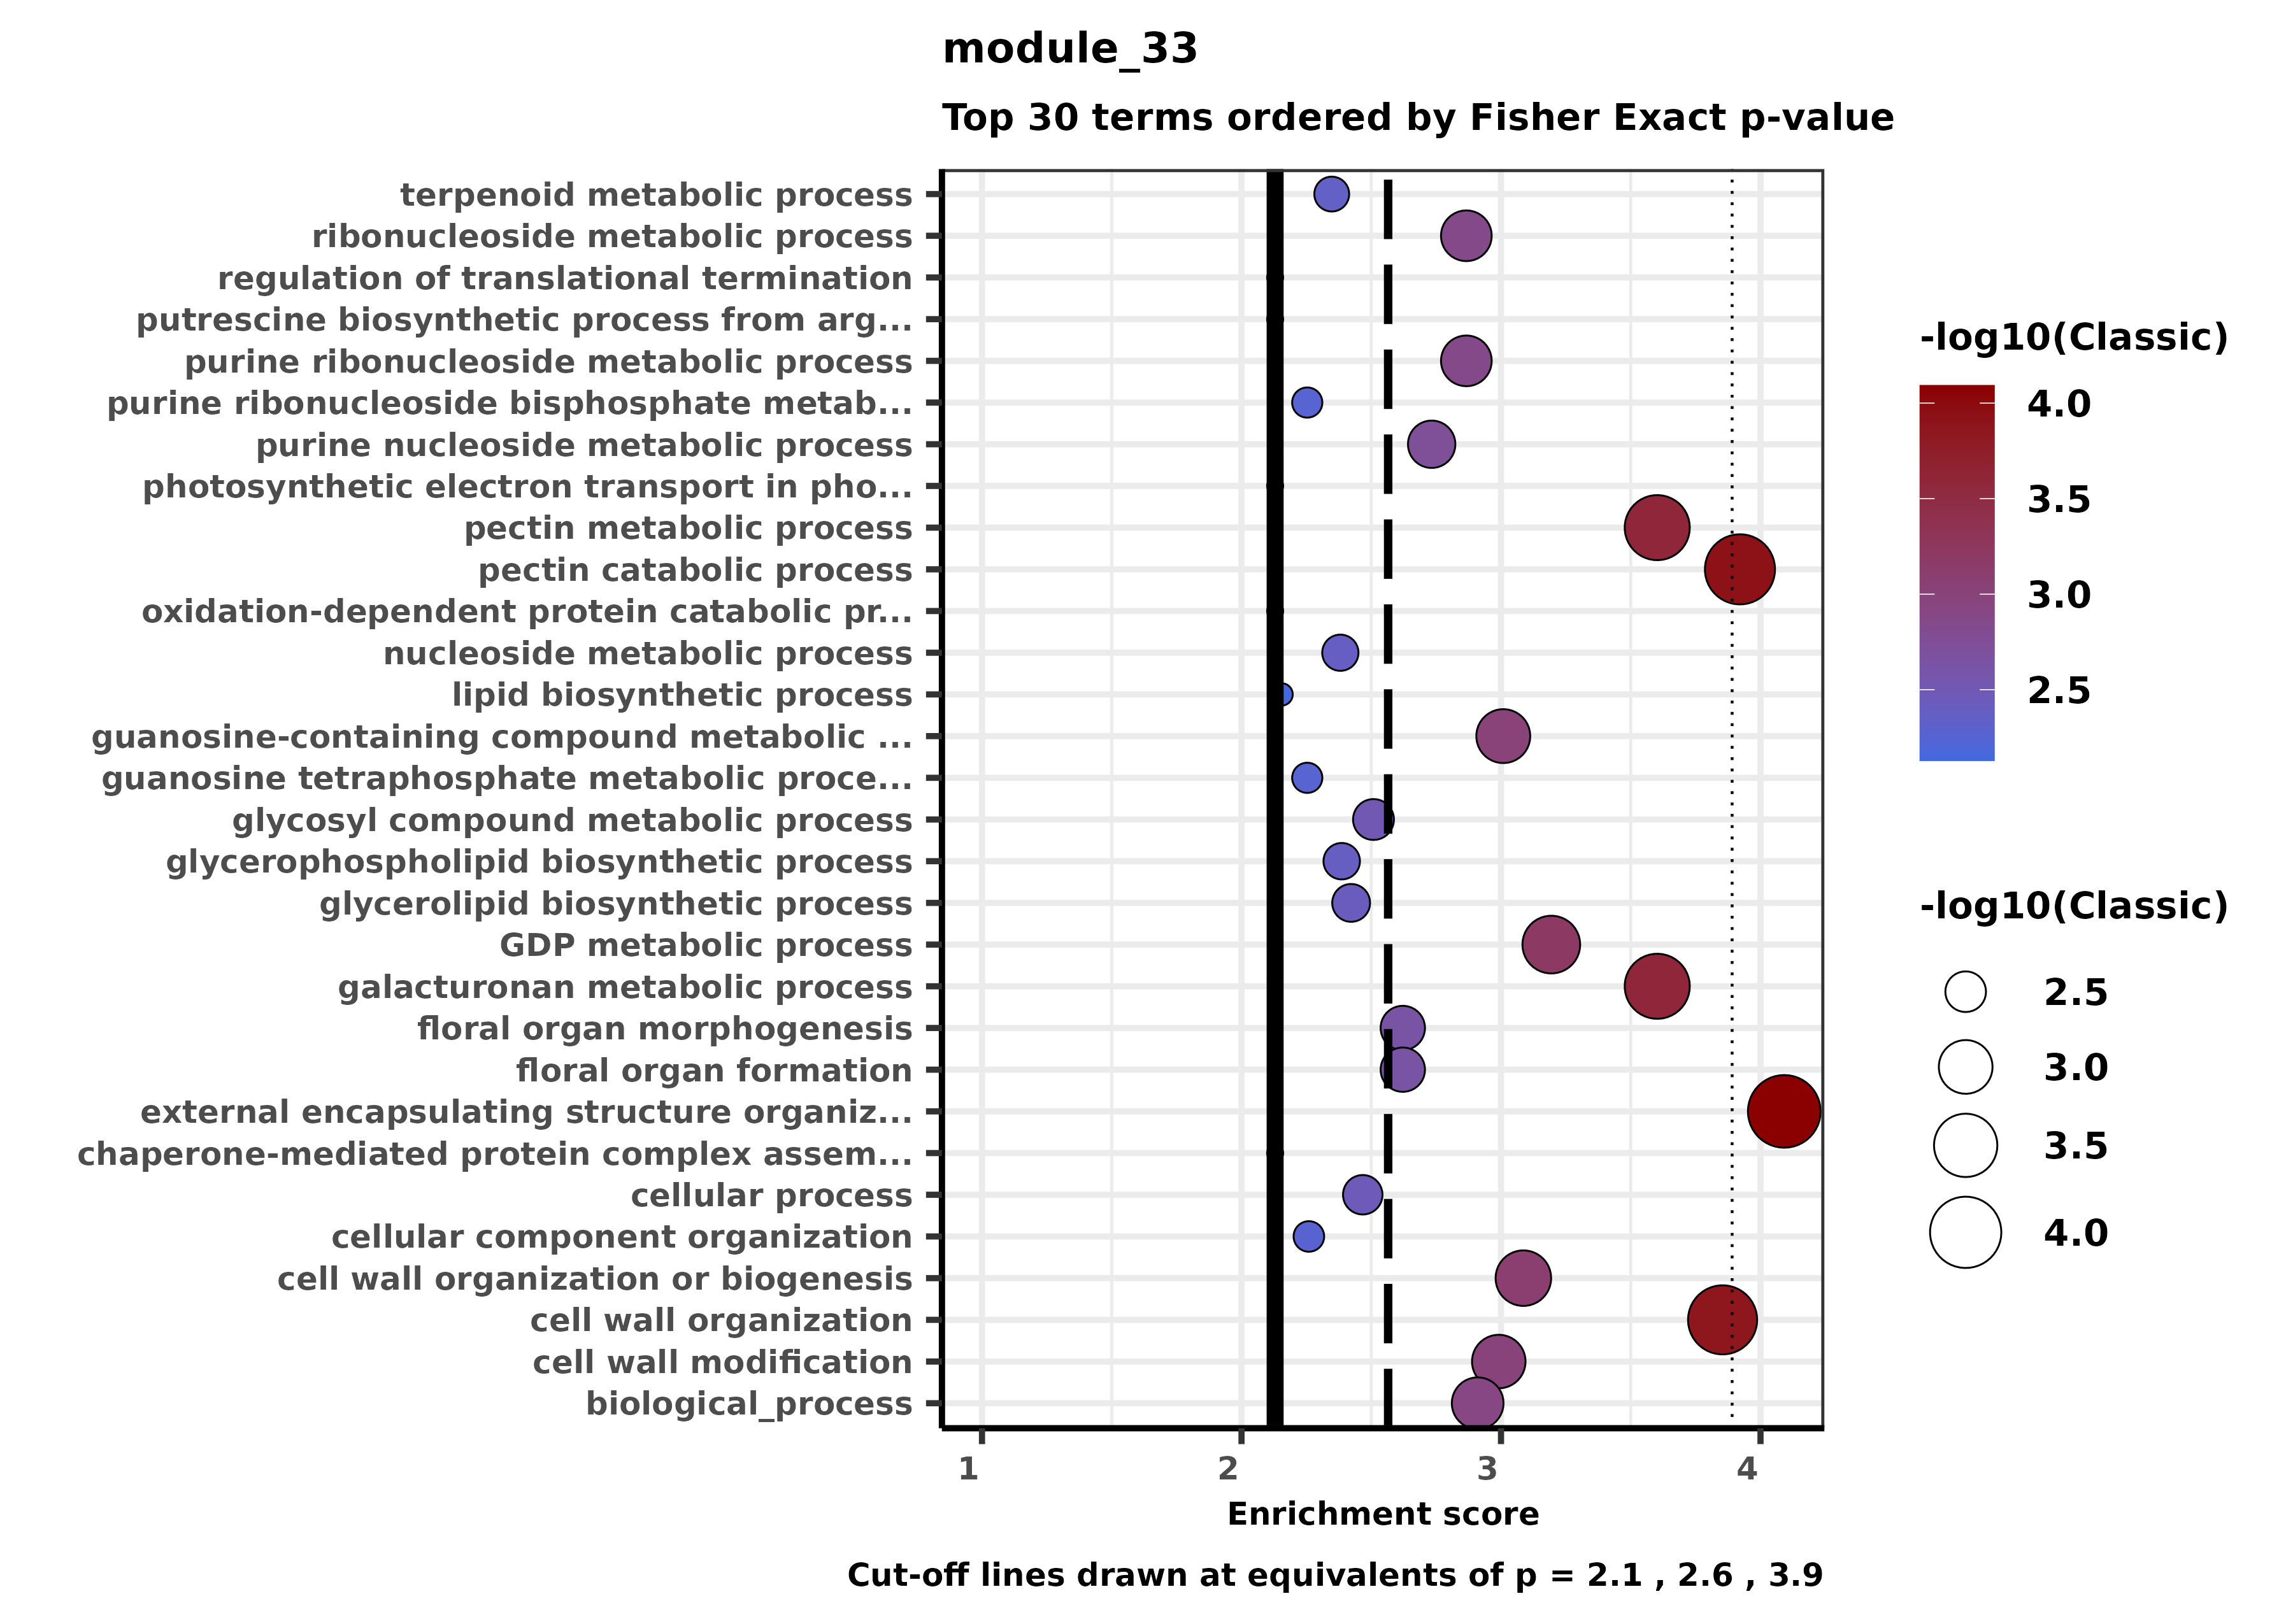 module_33
Top 30 terms ordered by Fisher Exact p-value
terpenoid metabolic process
ribonucleoside metabolic process
regulation of translational termination
putrescine biosynthetic process from arg...
purine ribonucleoside metabolic process
purine ribonucleoside bisphosphate metab...
purine nucleoside metabolic process
photosynthetic electron transport in pho...
pectin metabolic process
pectin catabolic process
oxidation-dependent protein catabolic pr...
nucleoside metabolic process
lipid biosynthetic process
guanosine-containing compound metabolic ...
guanosine tetraphosphate metabolic proce...
glycosyl compound metabolic process
glycerophospholipid biosynthetic process
glycerolipid biosynthetic process
GDP metabolic process
galacturonan metabolic process
floral organ morphogenesis
floral organ formation
external encapsulating structure organiz...
chaperone-mediated protein complex assem...
cellular process
cellular component organization
cell wall organization or biogenesis
cell wall organization
cell wall modification
biological_process
1 2 3 4
Enrichment score
Cut-off lines drawn at equivalents of p = 2.1 , 2.6 , 3.9
-log10(Classic)
4.0
3.5
3.0
2.5
-log10(Classic)
2.5
3.0
3.5
4.0